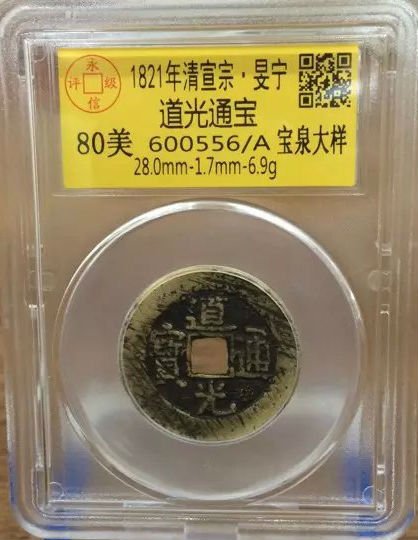 永信评级
1821年清宣宗·旻宁
道光通宝
80美 600556/A 宝泉大样
28.0mm-1.7mm-6.9g
道光通寳